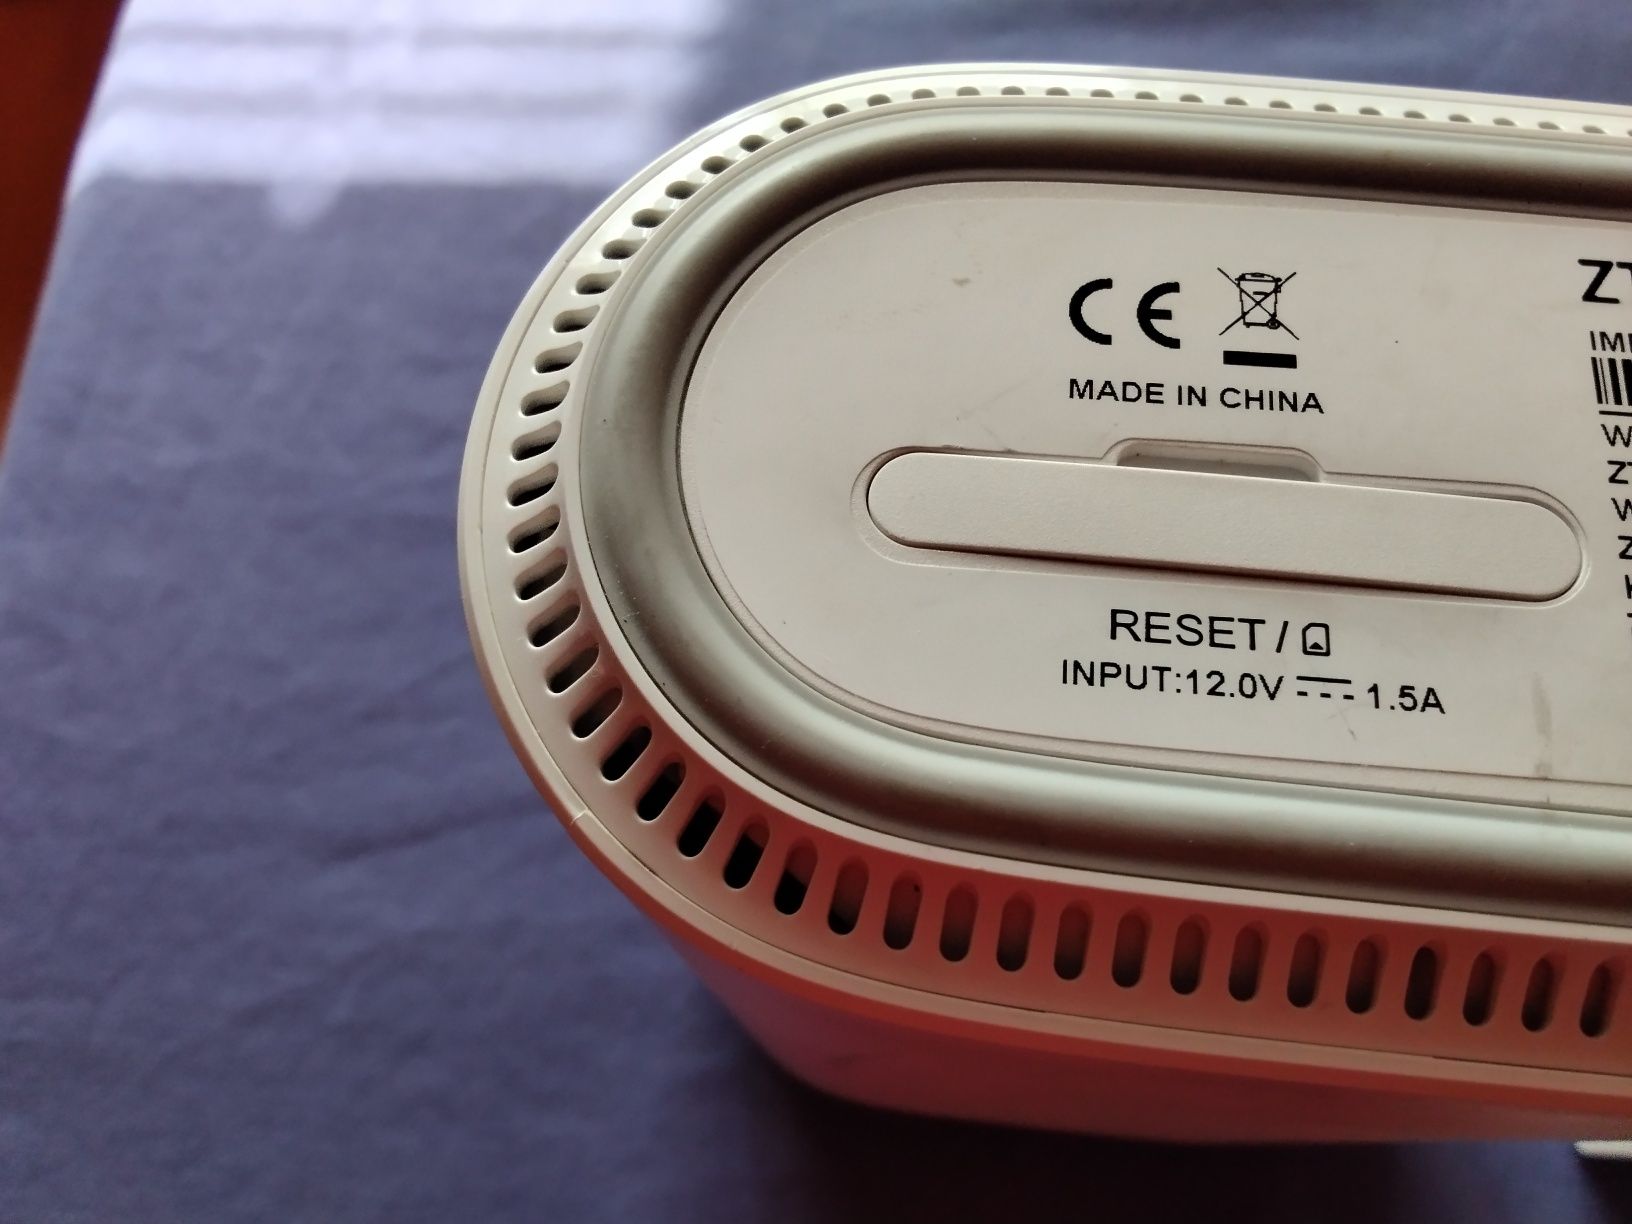 CE
MADE IN CHINA
RESET /
INPUT:12.0V 1.5A